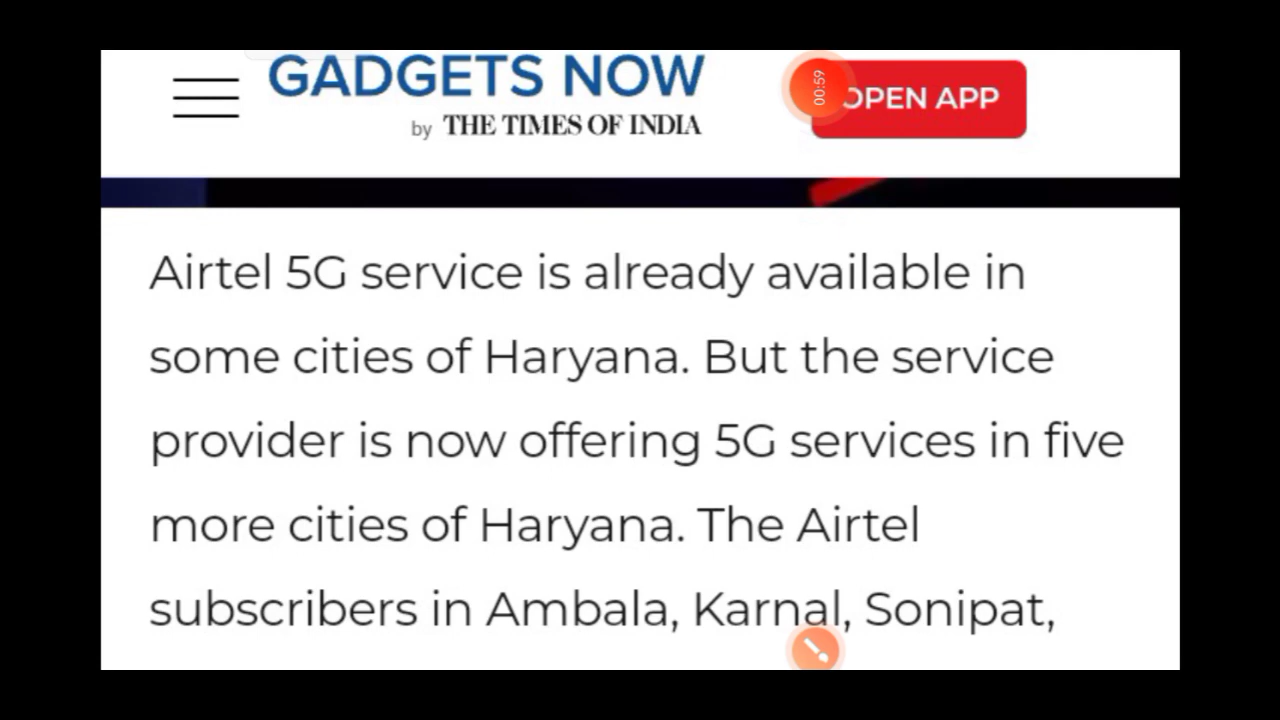 GADGETS NOW
by THE TIMES OF INDIA
00:59
OPEN APP
Airtel 5G service is already available in
some cities of Haryana. But the service
provider is now offering 5G services in five
more cities of Haryana. The Airtel
subscribers in Ambala, Karnal, Sonipat,